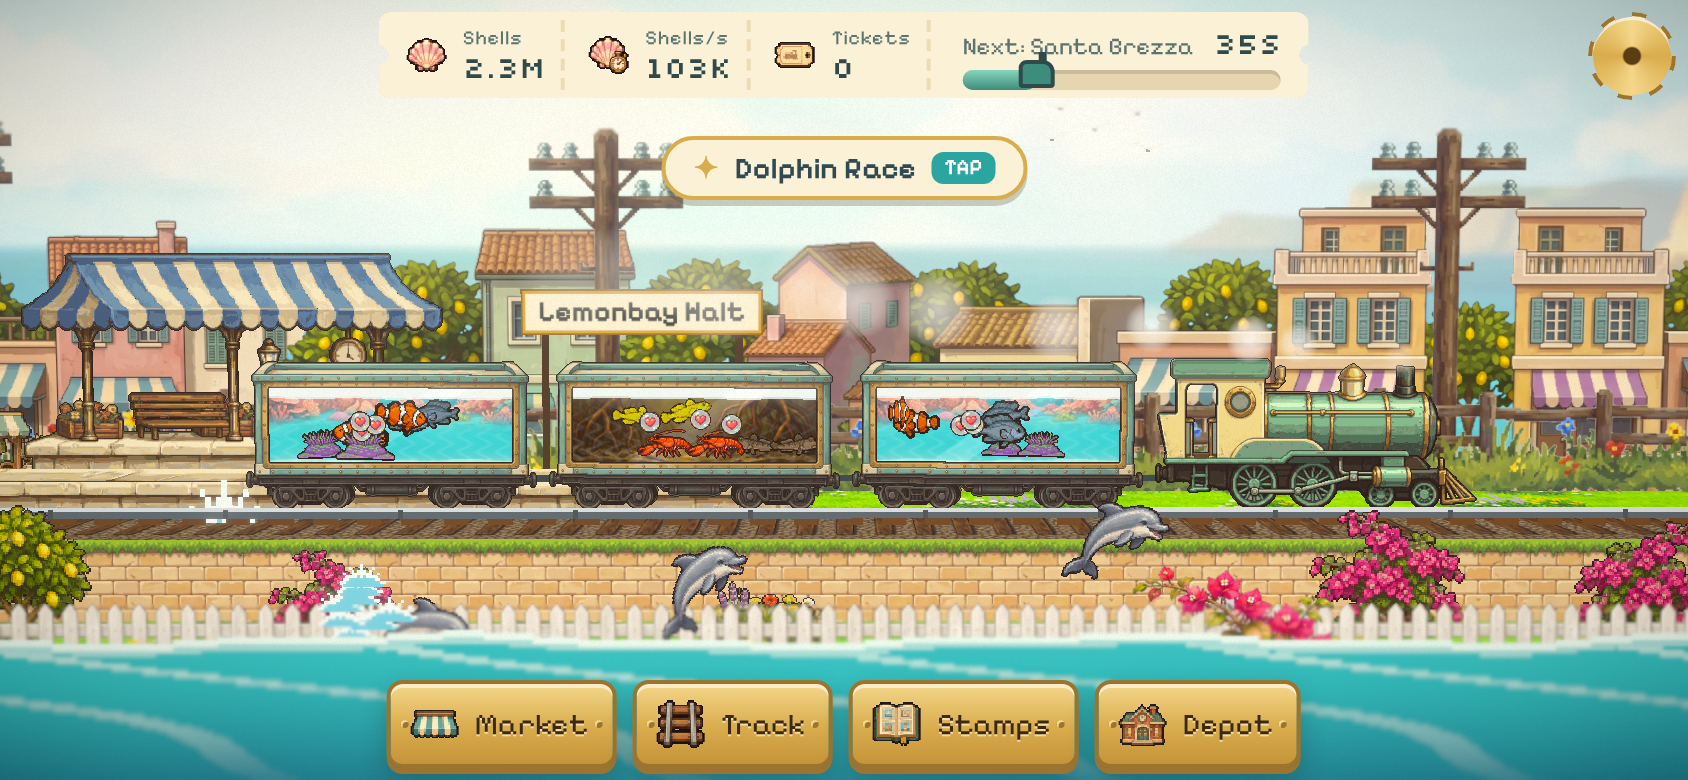 Shells
2.3M
Shells/s
103K
Tickets
0
Next: Santa Brezza 35S
Dolphin Race TAP
Lemonbay Halt
Market
Track
Stamps
Depot